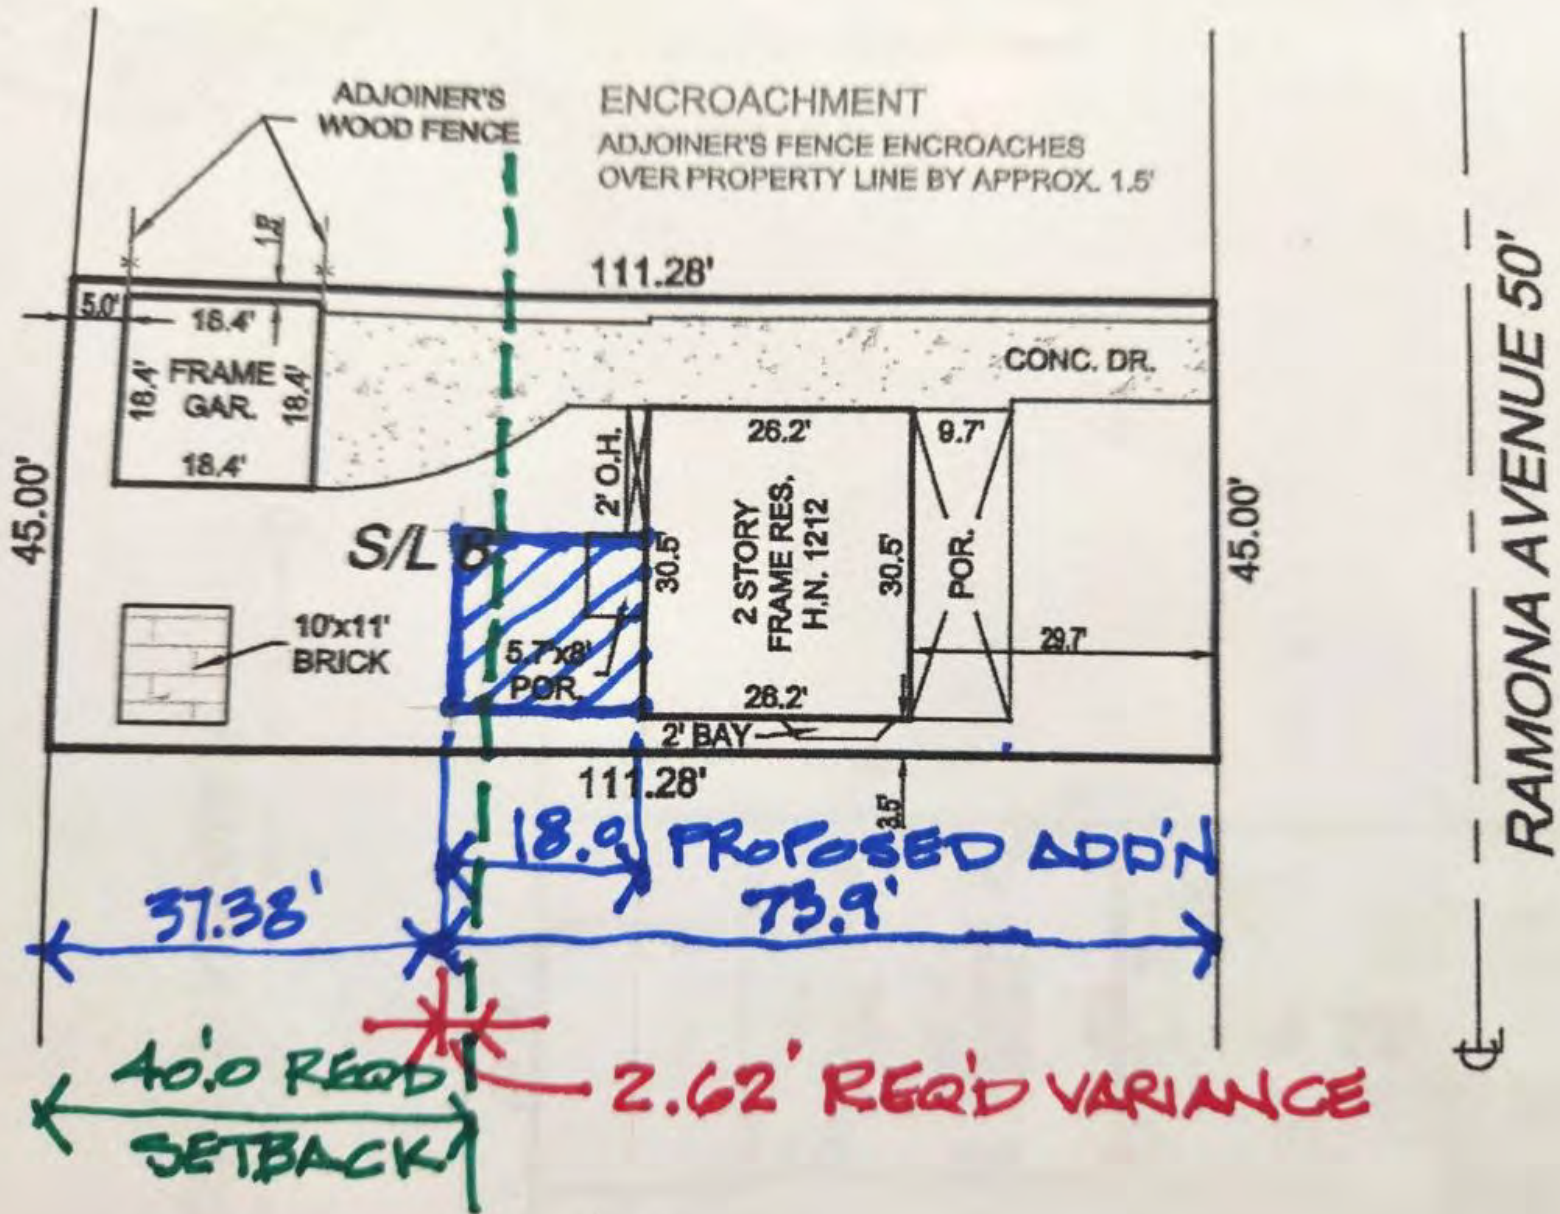 ADJOINER'S
WOOD FENCE
ENCROACHMENT
ADJOINER'S FENCE ENCROACHES
OVER PROPERTY LINE BY APPROX. 1.5'
111.28'
5.0'
18.4'
18.4'
FRAME
GAR.
18.4'
18.4'
CONC. DR.
45.00'
S/L
2' O.H.
26.2'
30.5'
2 STORY
FRAME RES.
H.N. 1212
30.5'
26.2'
9.7'
POR.
29.7'
45.00'
RAMONA AVENUE 50'
10'x11'
BRICK
5.7'x8'
POR.
2' BAY
111.28'
3.5'
18.0
PROPOSED ADD'N
37.38'
73.9'
40.0 REQD
SETBACK
2.62' REQ'D VARIANCE